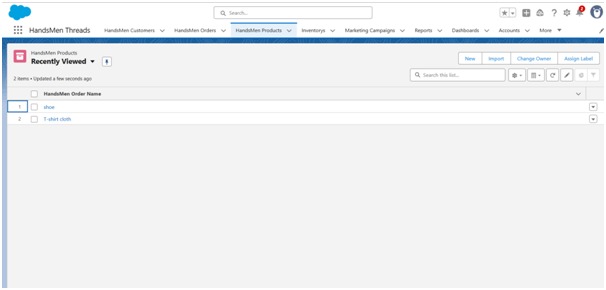 Search...
2
HandsMen Threads HandsMen Customers HandsMen Orders HandsMen Products Inventorys Marketing Campaigns Reports Dashboards Accounts More
HandsMen Products
Recently Viewed
New Import Change Owner Assign Label
2 items • Updated a few seconds ago
Search this list...
HandsMen Order Name
1 shoe
2 T-shirt cloth